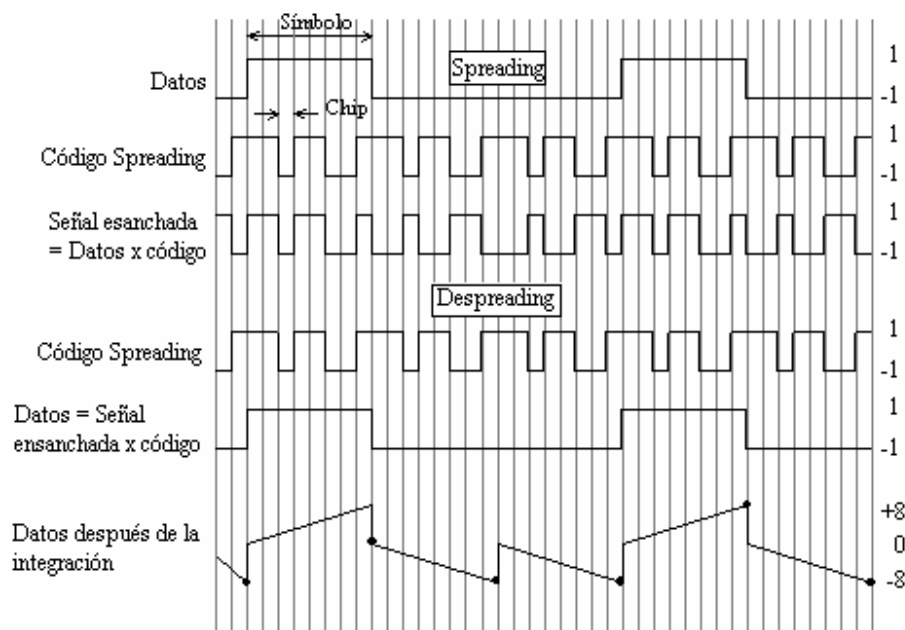 Símbolo
Spreading
1
Datos
-1
Chip
1
Código Spreading
-1
1
Señal esanchada
= Datos x código
-1
Despreading
1
Código Spreading
-1
Datos = Señal
ensanchada x código
1
-1
+8
Datos después de la
integración
0
-8